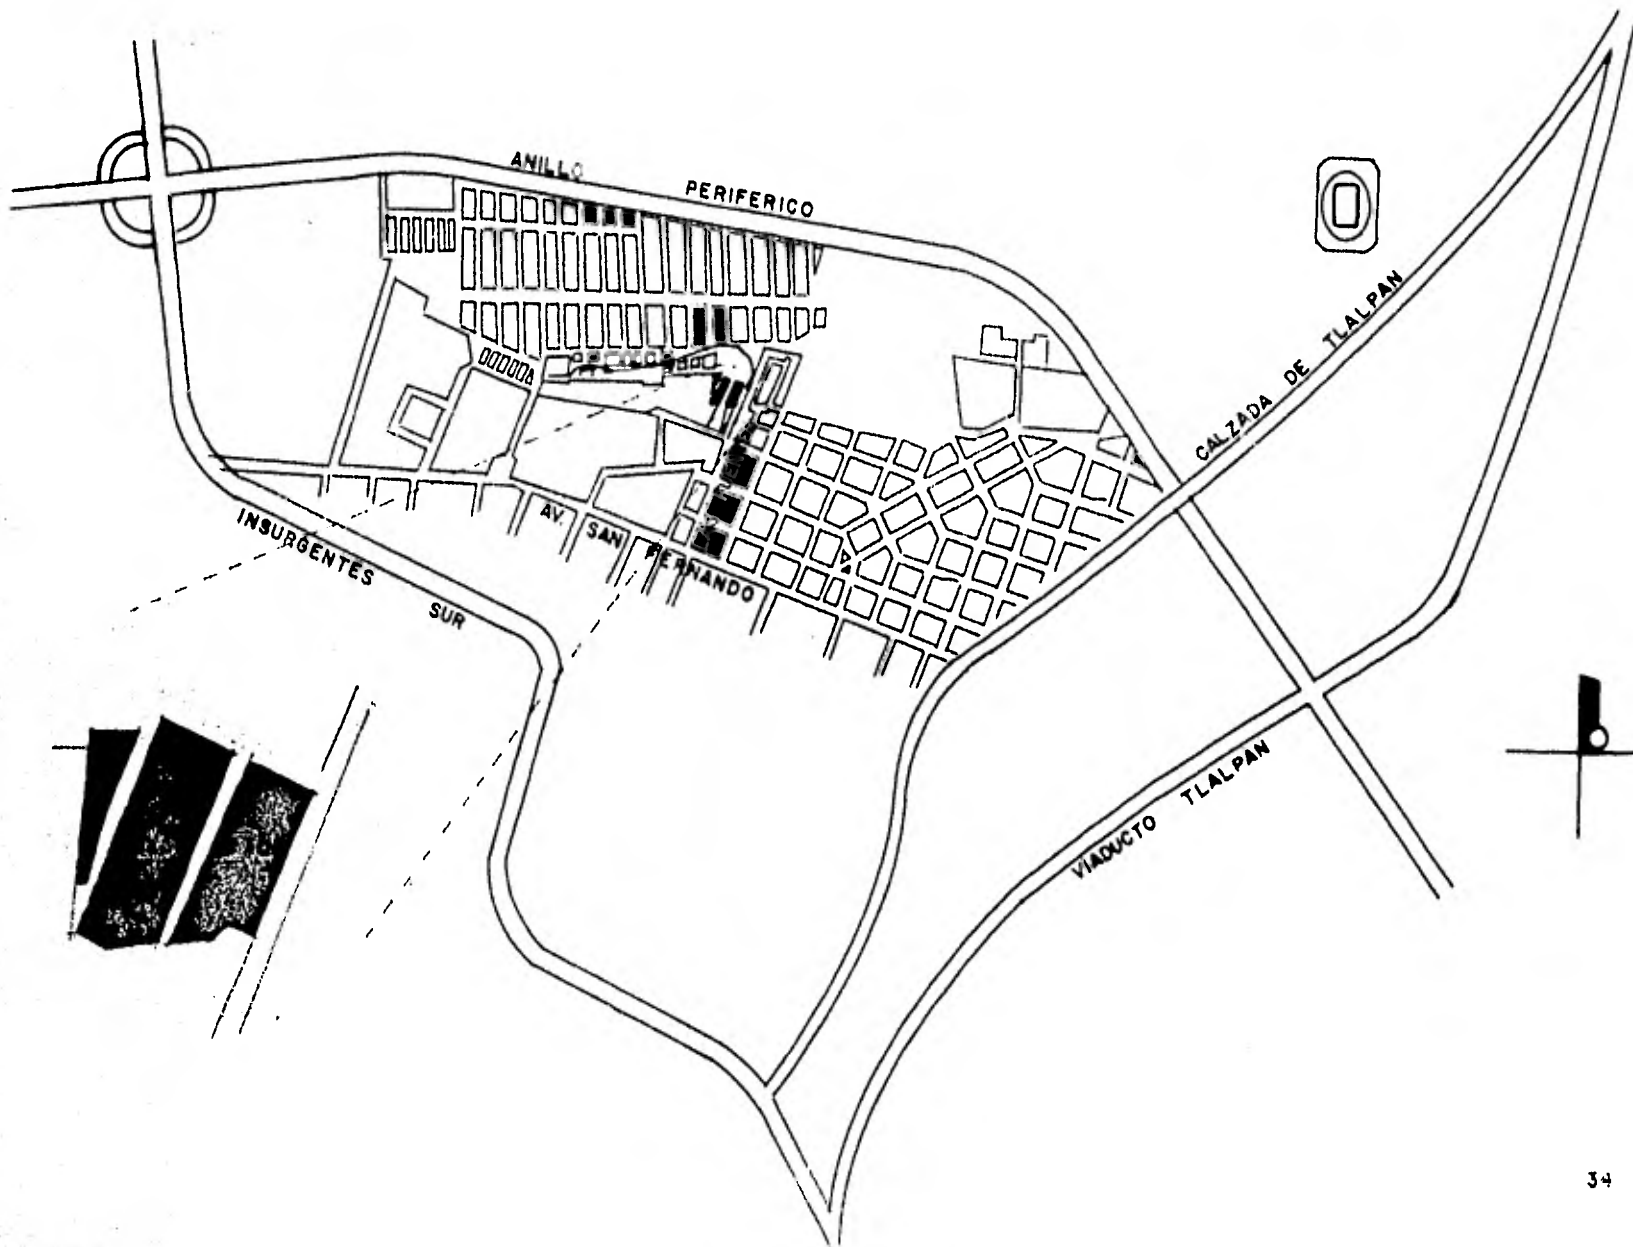 ANILLO PERIFERICO
CALZADA DE TLALPAN
AV. SAN FERNANDO
INSURGENTES SUR
VIADUCTO TLALPAN
34